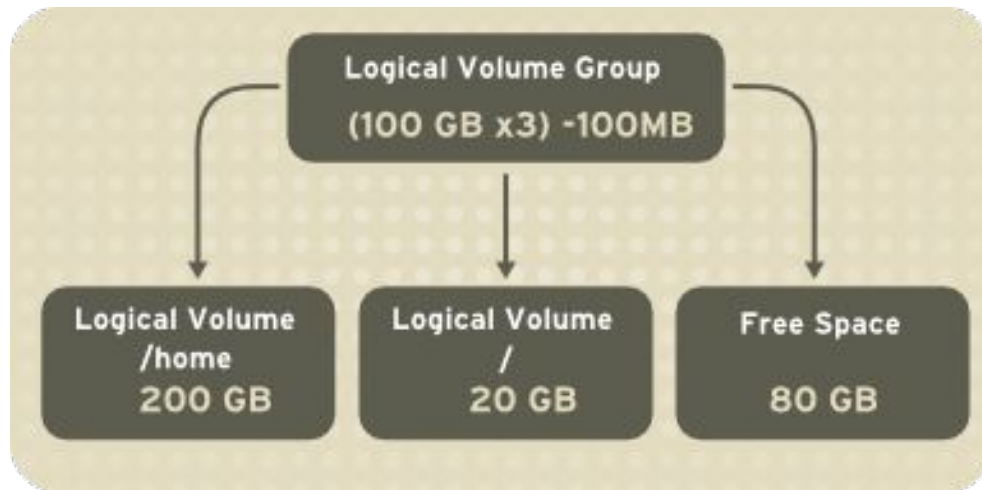 Logical Volume Group
(100 GB x3) -100MB
Logical Volume
/home
200 GB
Logical Volume
/
20 GB
Free Space
80 GB